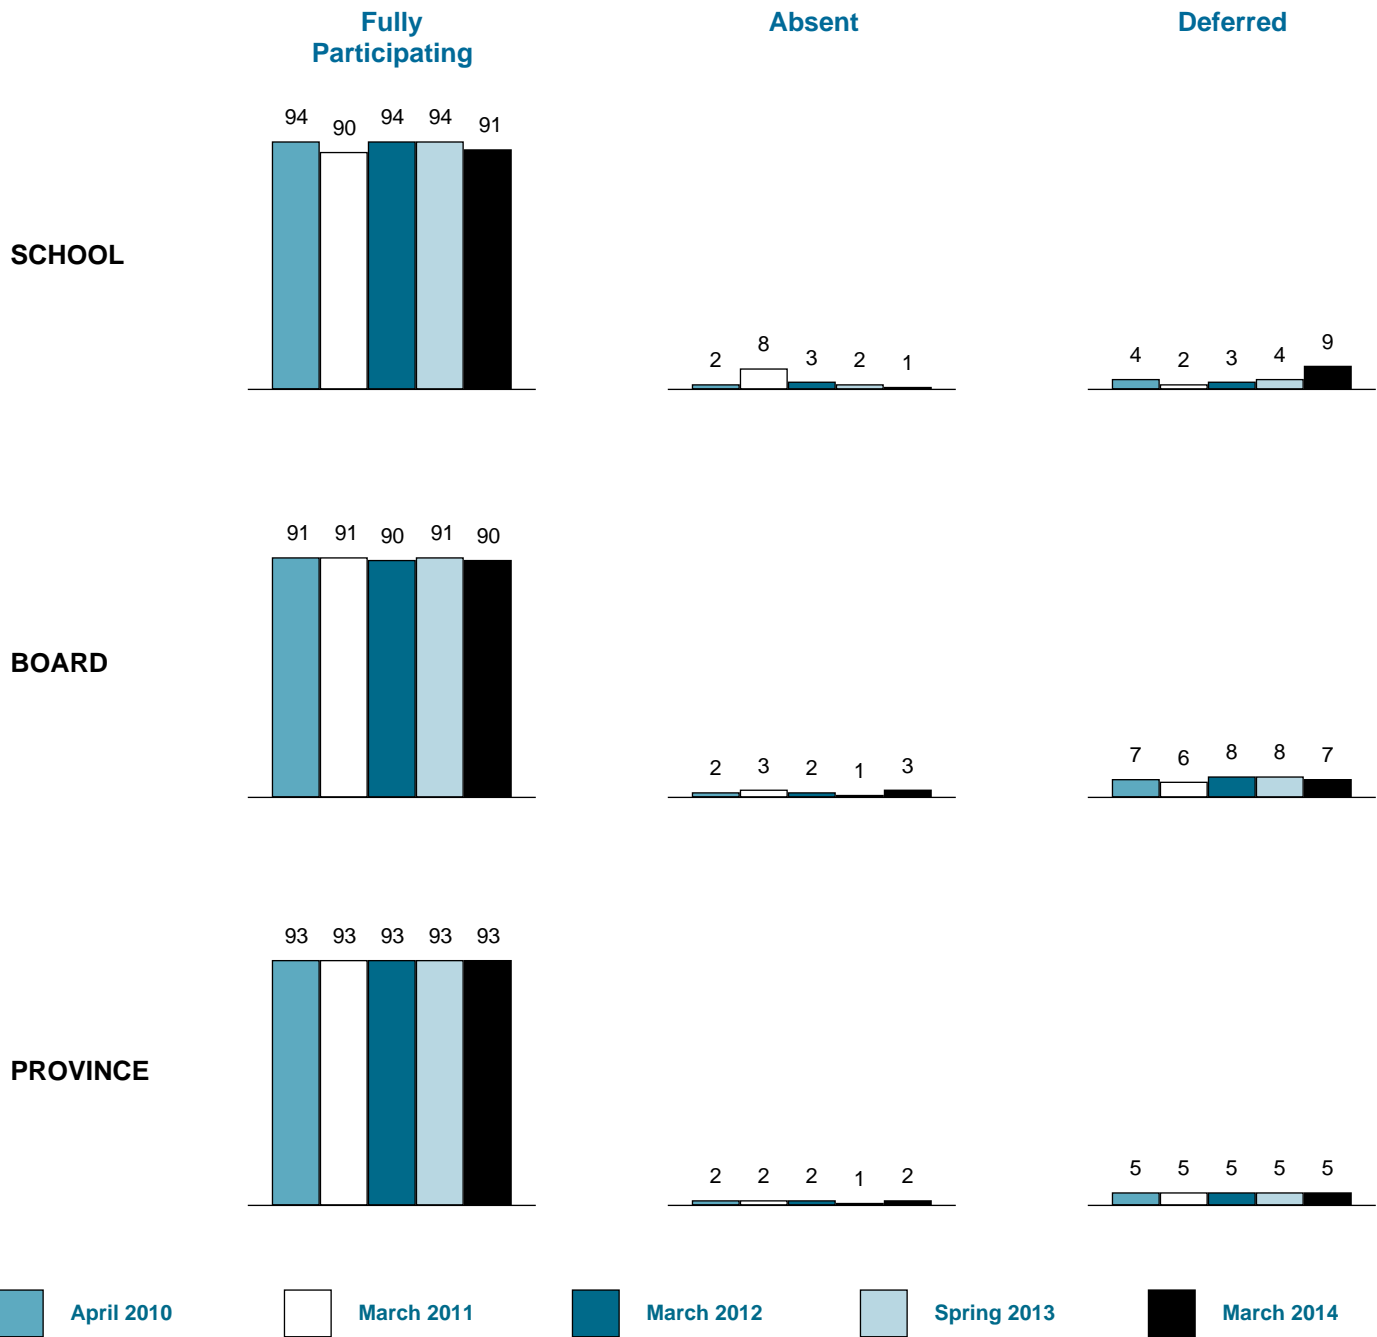 Fully
Participating
Absent
Deferred
SCHOOL
94 90 94 94 91
2 8 3 2 1
4 2 3 4 9
BOARD
91 91 90 91 90
2 3 2 1 3
7 6 8 8 7
PROVINCE
93 93 93 93 93
2 2 2 1 2
5 5 5 5 5
April 2010
March 2011
March 2012
Spring 2013
March 2014